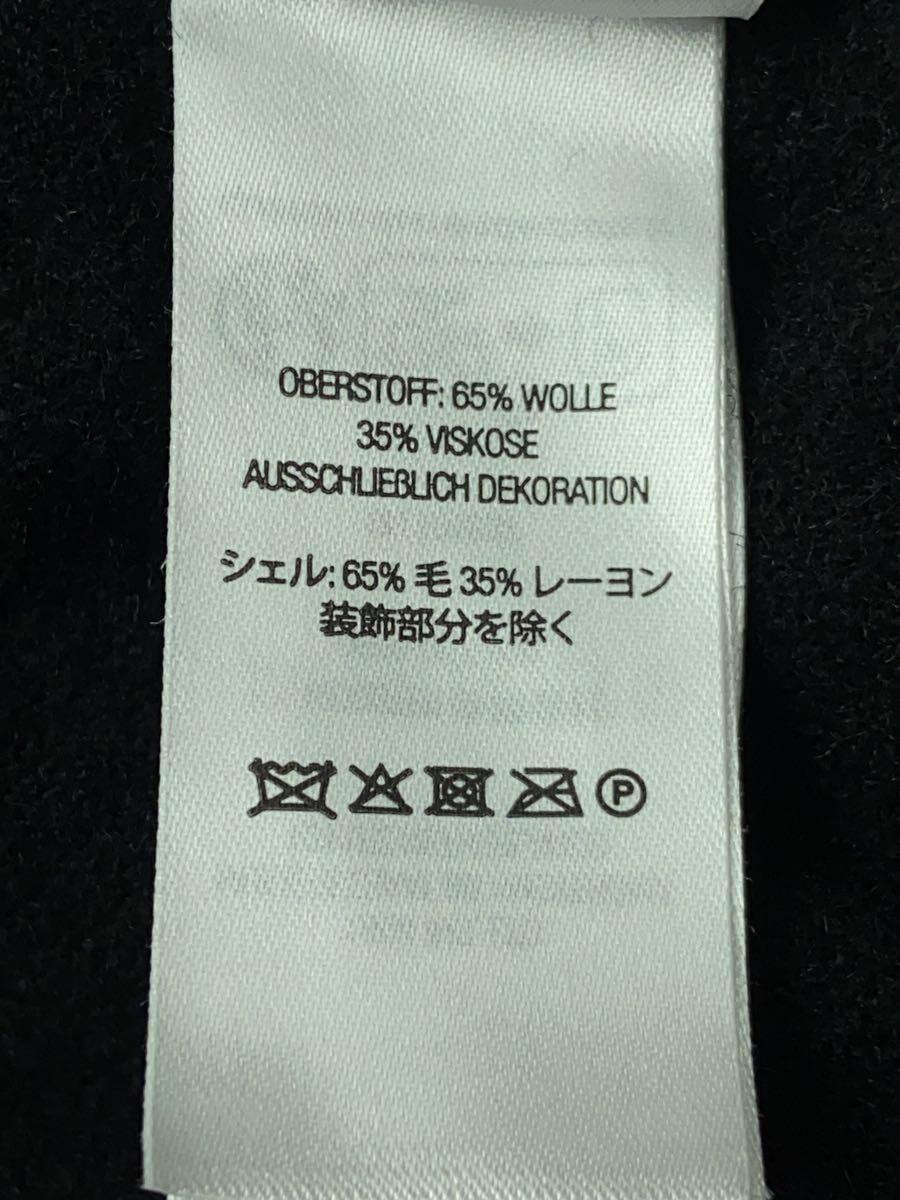 OBERSTOFF: 65% WOLLE
35% VISKOSE
AUSSCHLIEßLICH DEKORATION
シェル: 65% 毛 35% レーヨン
装飾部分を除く
P